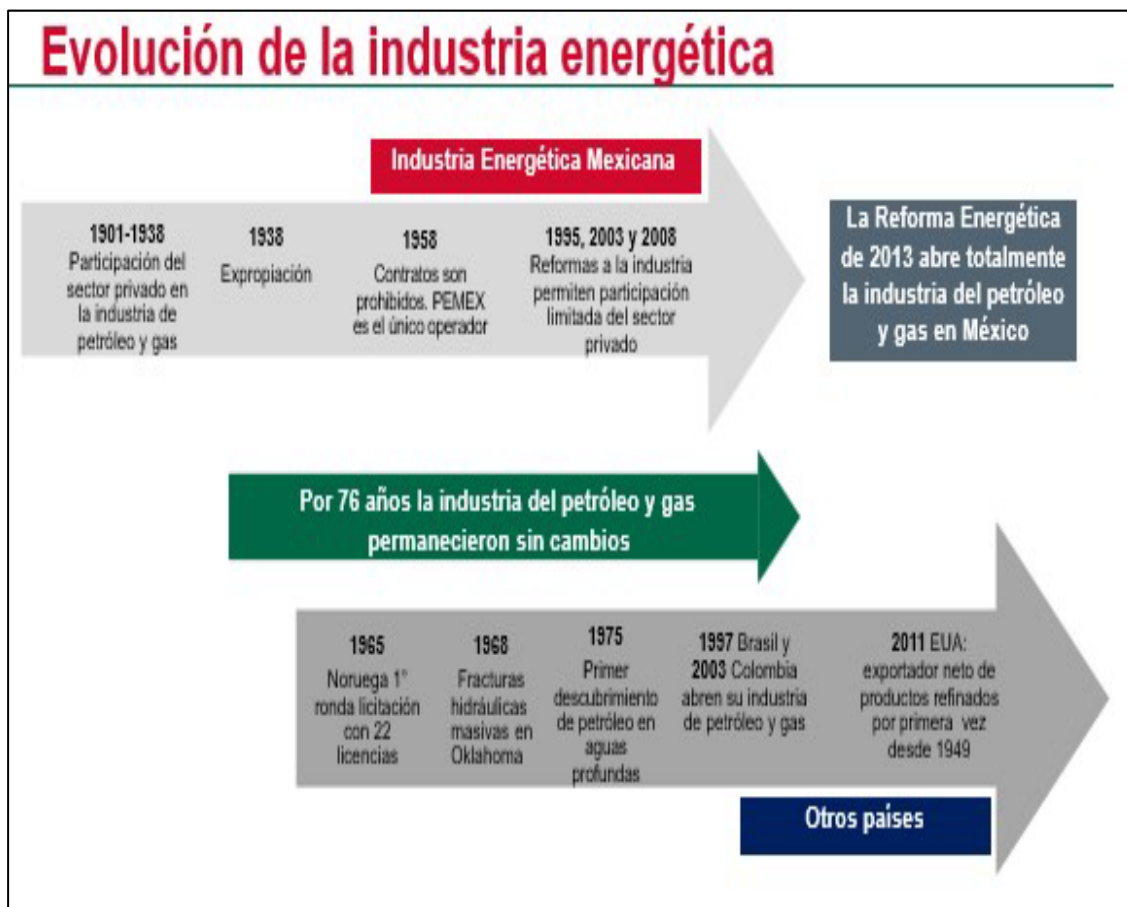 Evolución de la industria energética
Industria Energética Mexicana
1901-1938
Participación del
sector privado en
la industria de
petróleo y gas
1938
Expropiación
1958
Contratos son
prohibidos. PEMEX
es el único operador
1995, 2003 y 2008
Reformas a la industria
permiten participación
limitada del sector
privado
La Reforma Energética
de 2013 abre totalmente
la industria del petróleo
y gas en México
Por 76 años la industria del petróleo y gas
permanecieron sin cambios
1965
Noruega 1° 
ronda licitación
con 22
licencias
1968
Fracturas
hidráulicas
masivas en
Oklahoma
1975
Primer
descubrimiento
de petróleo en
aguas
profundas
1997 Brasil y
2003 Colombia
abren su industria
de petróleo y gas
2011 EUA:
exportador neto de
productos refinados
por primera vez
desde 1949
Otros países